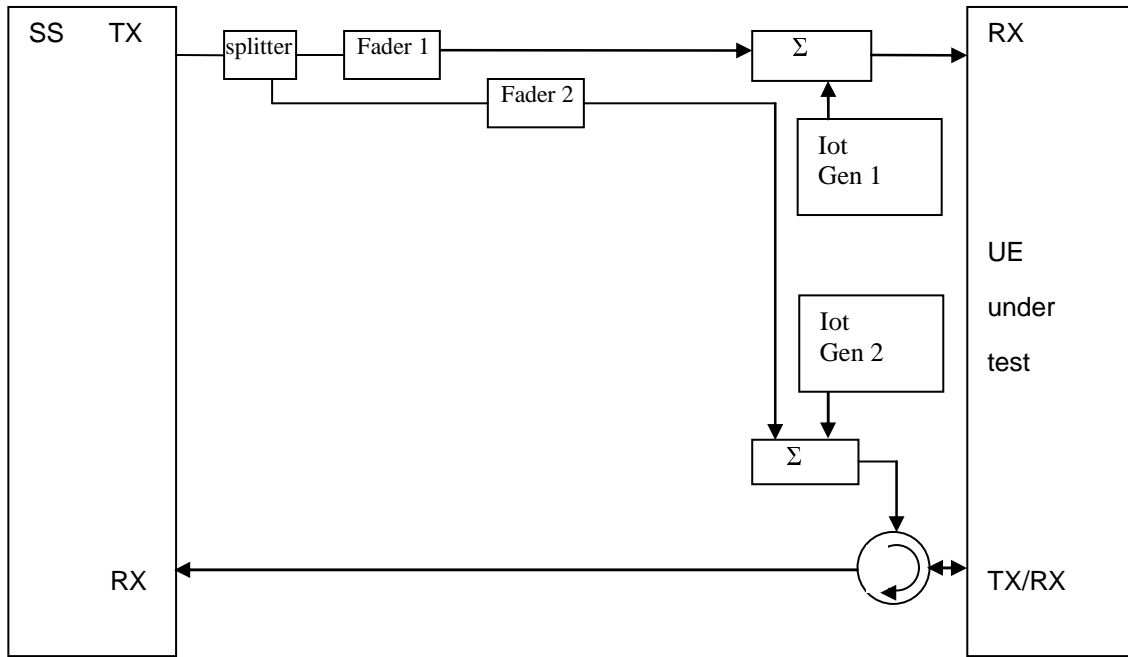 SS TX
splitter
Fader 1
Σ
RX
Fader 2
Iot
Gen 1
UE
under
test
Iot
Gen 2
Σ
RX
TX/RX